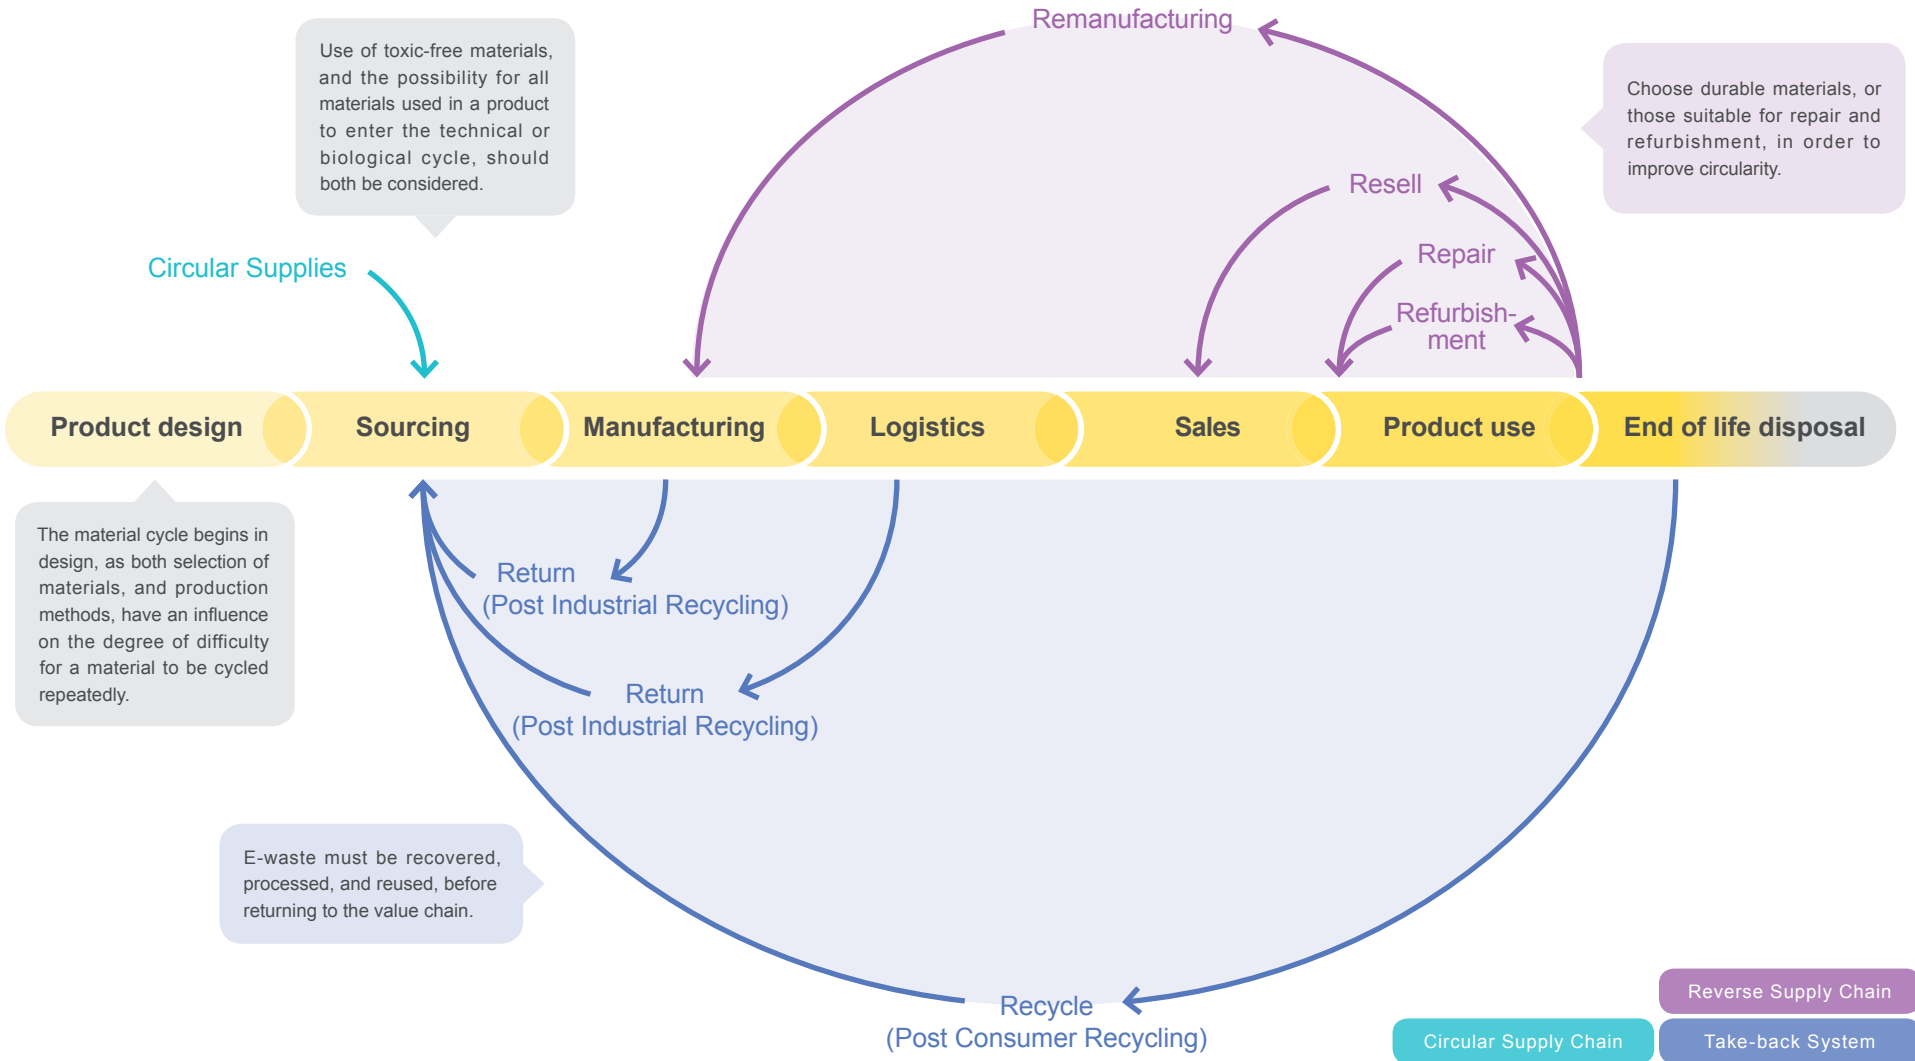 Remanufacturing
Use of toxic-free materials,
and the possibility for all
materials used in a product
to enter the technical or
biological cycle, should
both be considered.
Choose durable materials, or
those suitable for repair and
refurbishment, in order to
improve circularity.
Resell
Repair
Refurbish-
ment
Circular Supplies
Product design
Sourcing
Manufacturing
Logistics
Sales
Product use
End of life disposal
The material cycle begins in
design, as both selection of
materials, and production
methods, have an influence
on the degree of difficulty
for a material to be cycled
repeatedly.
Return
(Post Industrial Recycling)
Return
(Post Industrial Recycling)
E-waste must be recovered,
processed, and reused, before
returning to the value chain.
Recycle
(Post Consumer Recycling)
Reverse Supply Chain
Circular Supply Chain
Take-back System